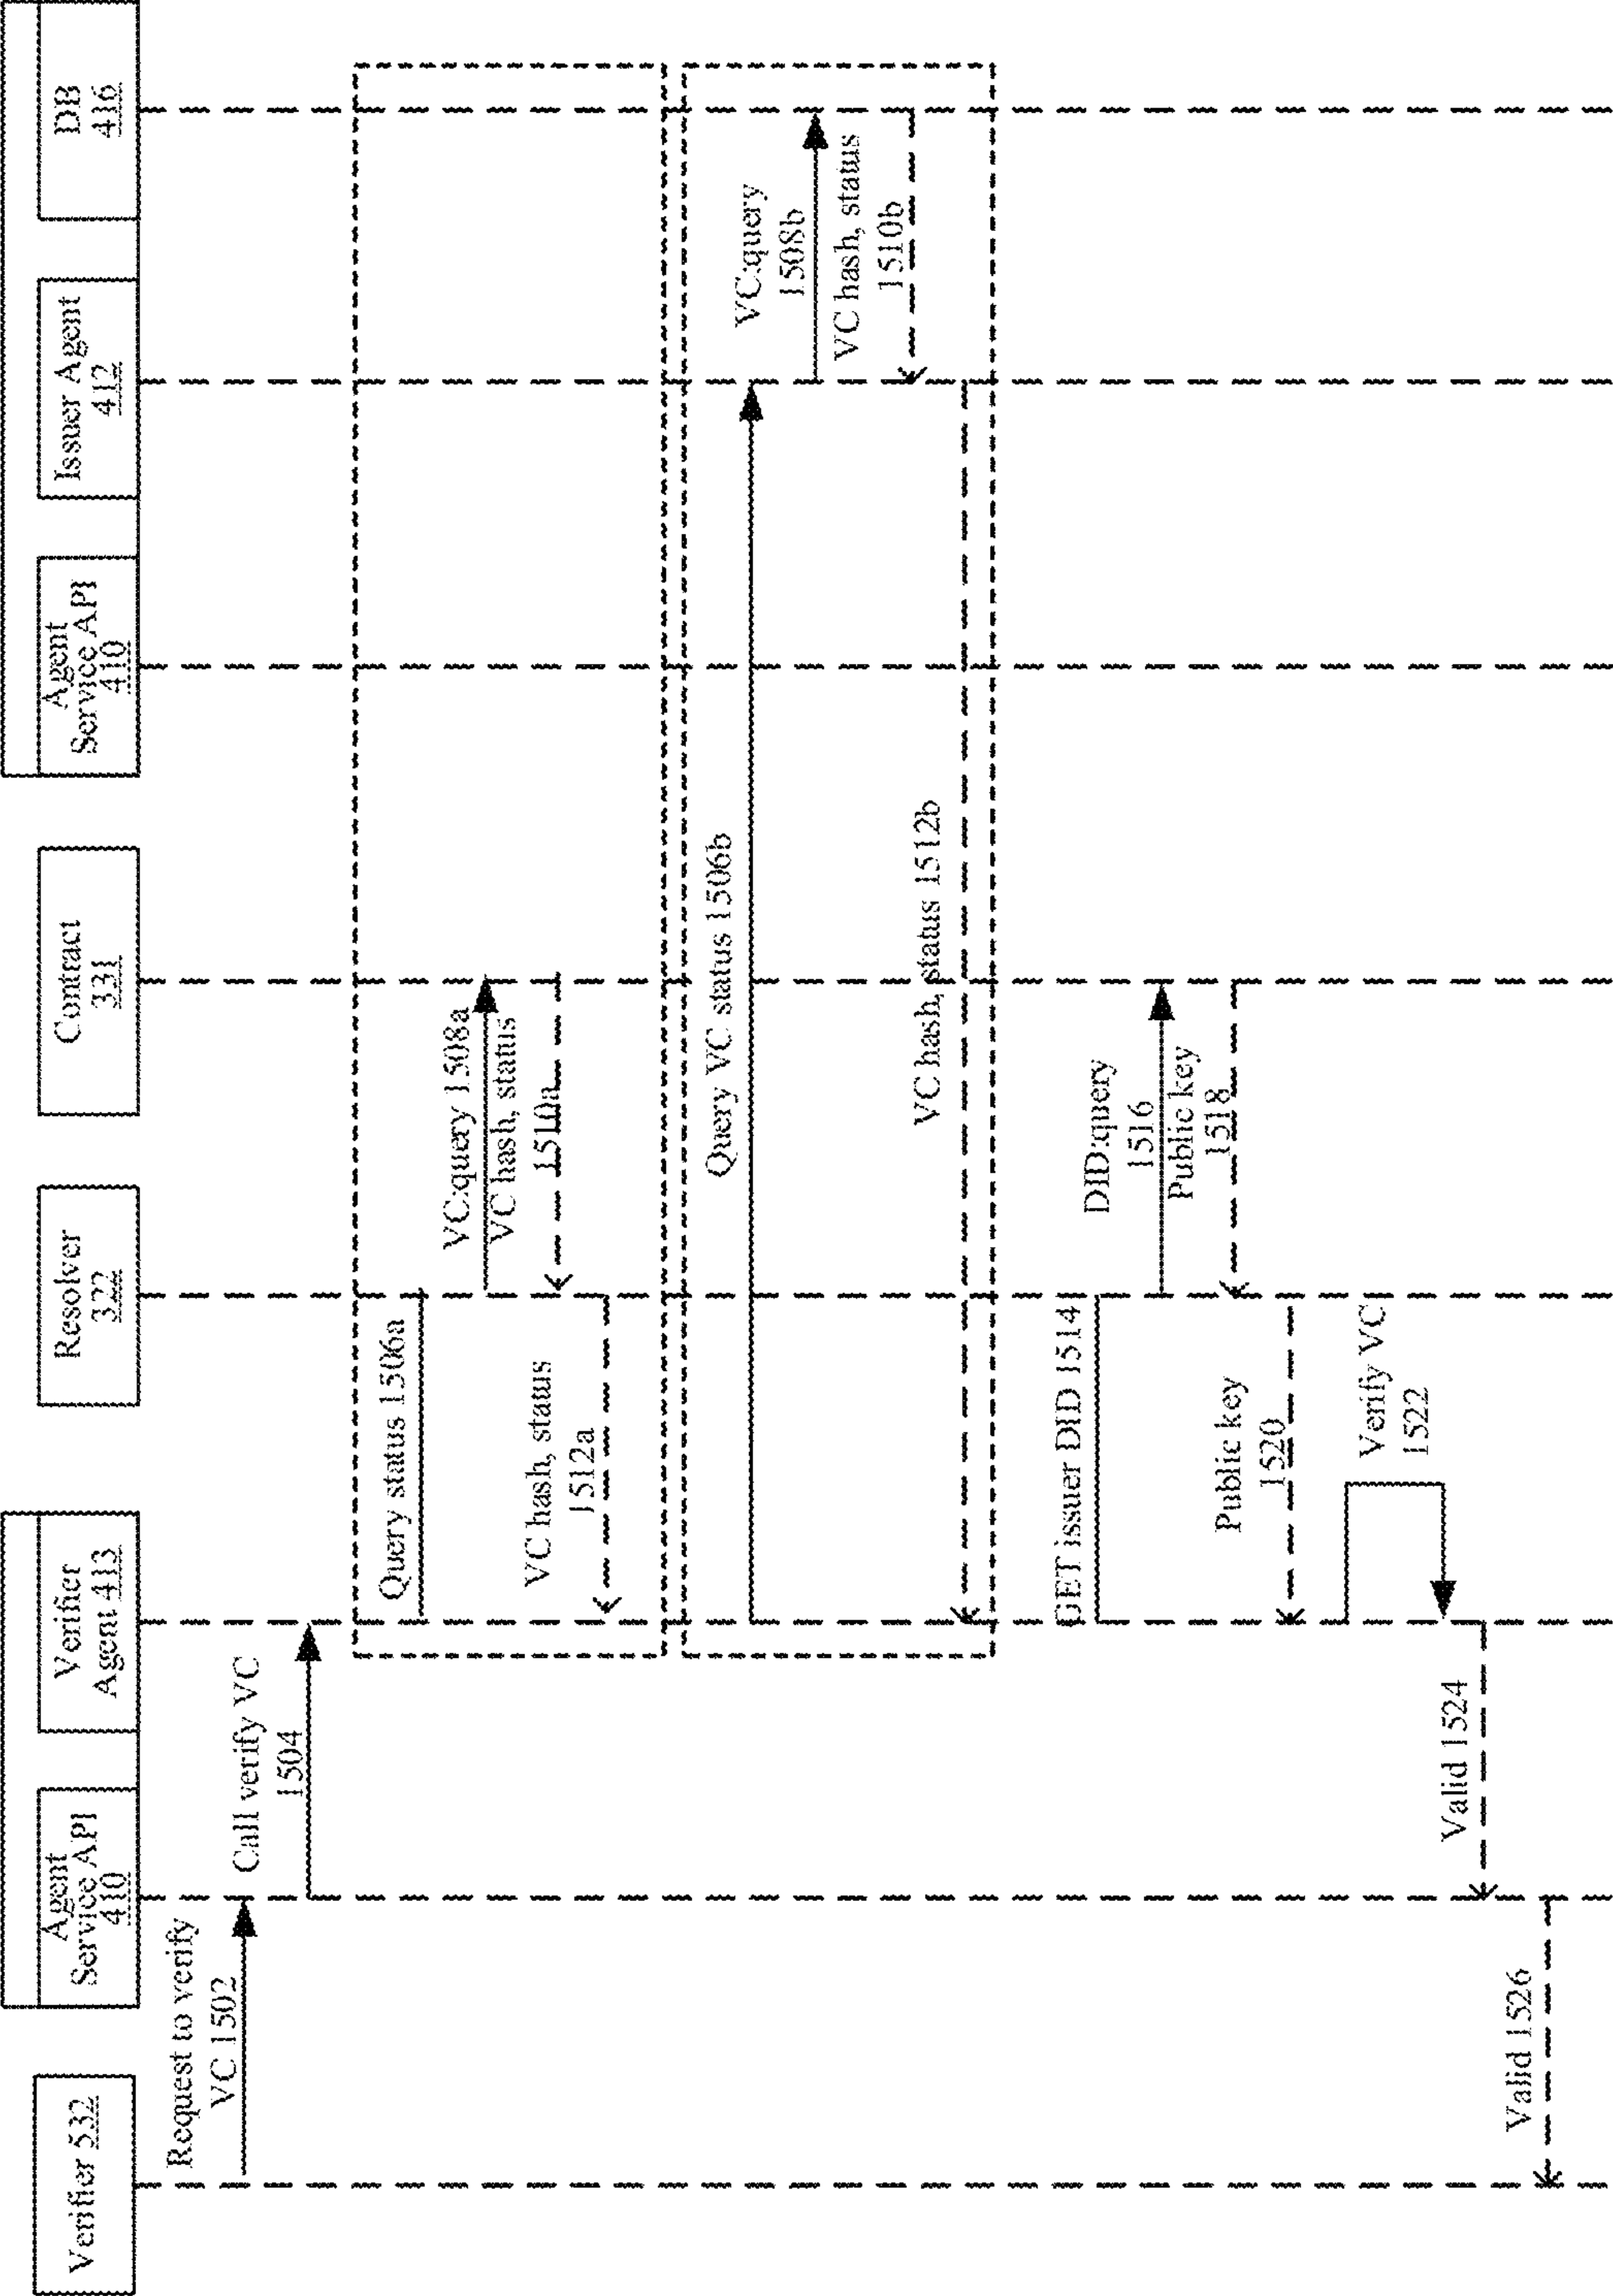 Verifier 532
Agent
Service API
410
Verifier
Agent 413
Resolver
322
Contract
331
Agent
Service API
410
Issuer Agent
412
DB
416
Request to verify
VC 1502
Call verify VC
1504
Query status 1506a
VC:query 1508a
VC hash, status
1510a
VC hash, status
1512a
Query VC status 1506b
VC:query
1508b
VC hash, status
1510b
VC hash, status 1512b
GET issuer DID 1514
DID:query
1516
Public key
1518
Public key
1520
Verify VC
1522
Valid 1524
Valid 1526